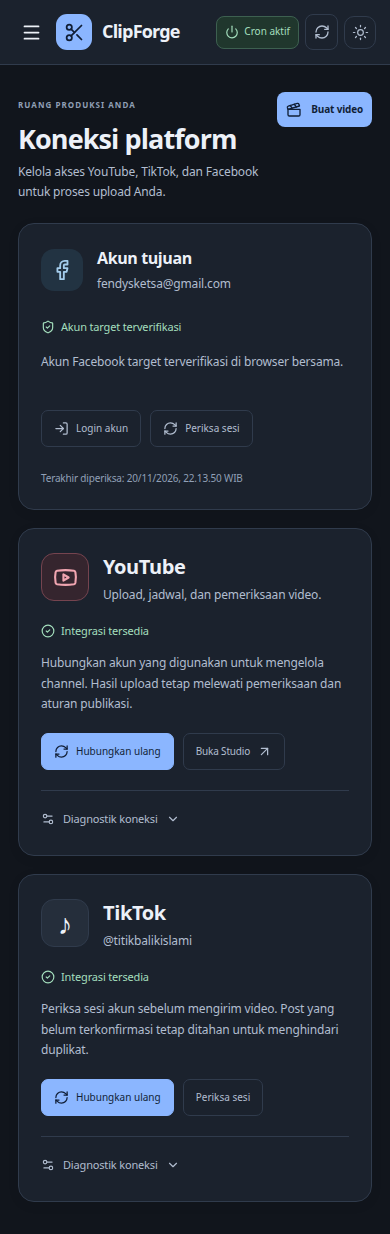 ClipForge
Cron aktif
RUANG PRODUKSI ANDA
Buat video
Koneksi platform
Kelola akses YouTube, TikTok, dan Facebook
untuk proses upload Anda.
Akun tujuan
fendysketsa@gmail.com
Akun target terverifikasi
Akun Facebook target terverifikasi di browser bersama.
Login akun
Periksa sesi
Terakhir diperiksa: 20/11/2026, 22.13.50 WIB
YouTube
Upload, jadwal, dan pemeriksaan video.
Integrasi tersedia
Hubungkan akun yang digunakan untuk mengelola
channel. Hasil upload tetap melewati pemeriksaan dan
aturan publikasi.
Hubungkan ulang
Buka Studio
Diagnostik koneksi
TikTok
@titikbalikislami
Integrasi tersedia
Periksa sesi akun sebelum mengirim video. Post yang
belum terkonfirmasi tetap ditahan untuk menghindari
duplikat.
Hubungkan ulang
Periksa sesi
Diagnostik koneksi